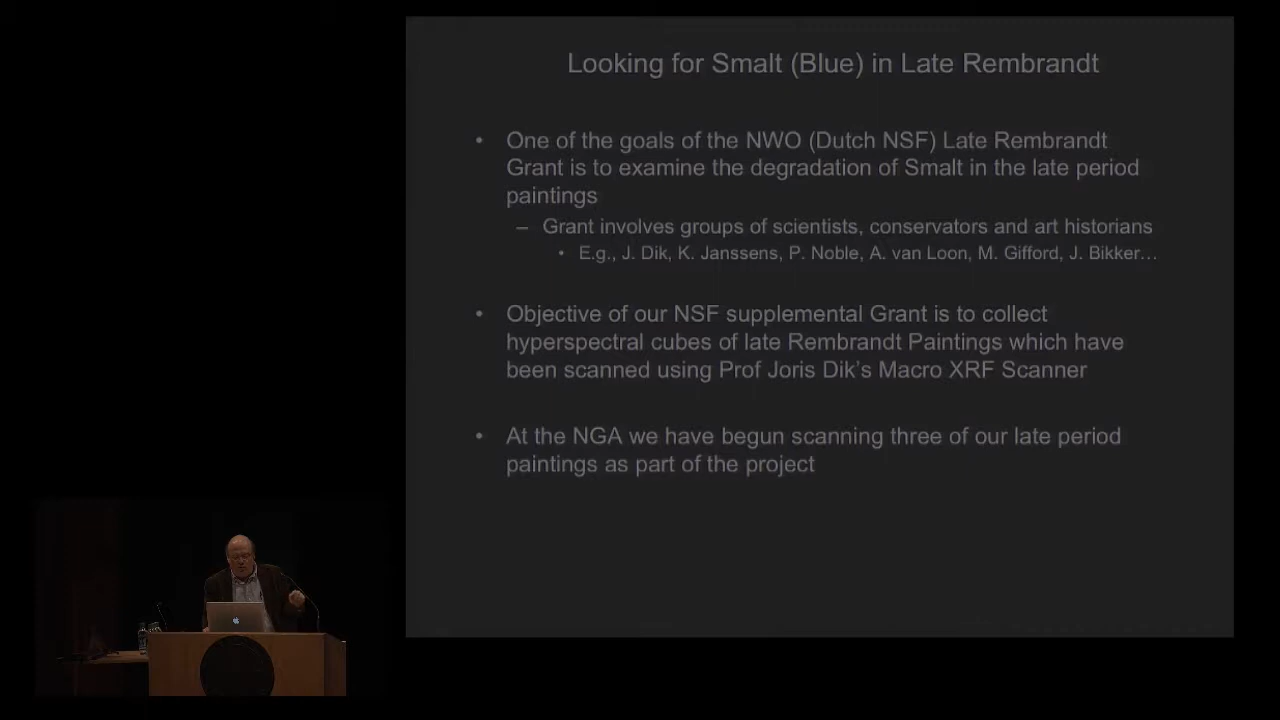 Looking for Smalt (Blue) in Late Rembrandt
• One of the goals of the NWO (Dutch NSF) Late Rembrandt
Grant is to examine the degradation of Smalt in the late period
paintings
– Grant involves groups of scientists, conservators and art historians
• E.g., J. Dik, K. Janssens, P. Noble, A. van Loon, M. Gifford, J. Bikker…
• Objective of our NSF supplemental Grant is to collect
hyperspectral cubes of late Rembrandt Paintings which have
been scanned using Prof Joris Dik's Macro XRF Scanner
• At the NGA we have begun scanning three of our late period
paintings as part of the project